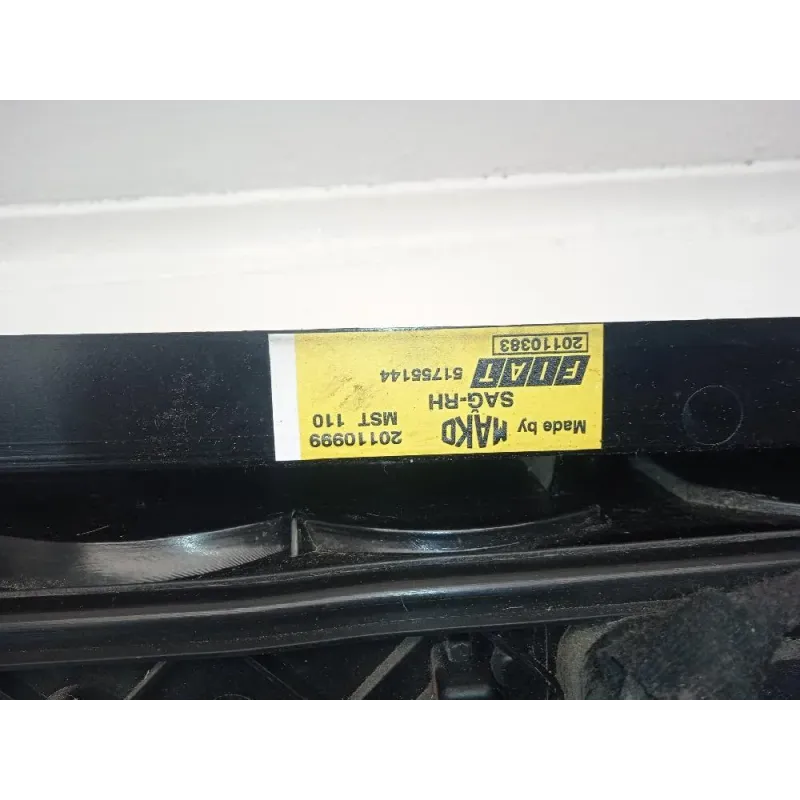 Made by MAKO 20110999
SAĞ-RH MST 110
FIAT 51755144
20110383